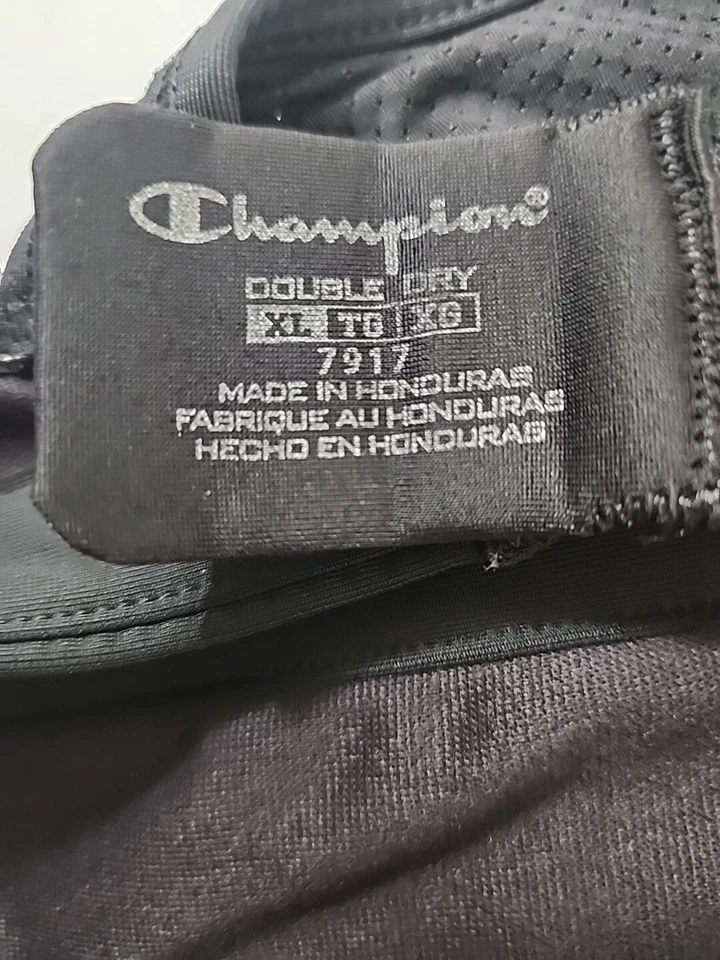 Champion®
DOUBLE DRY
XL TG XG
7917
MADE IN HONDURAS
FABRIQUE AU HONDURAS
HECHO EN HONDURAS